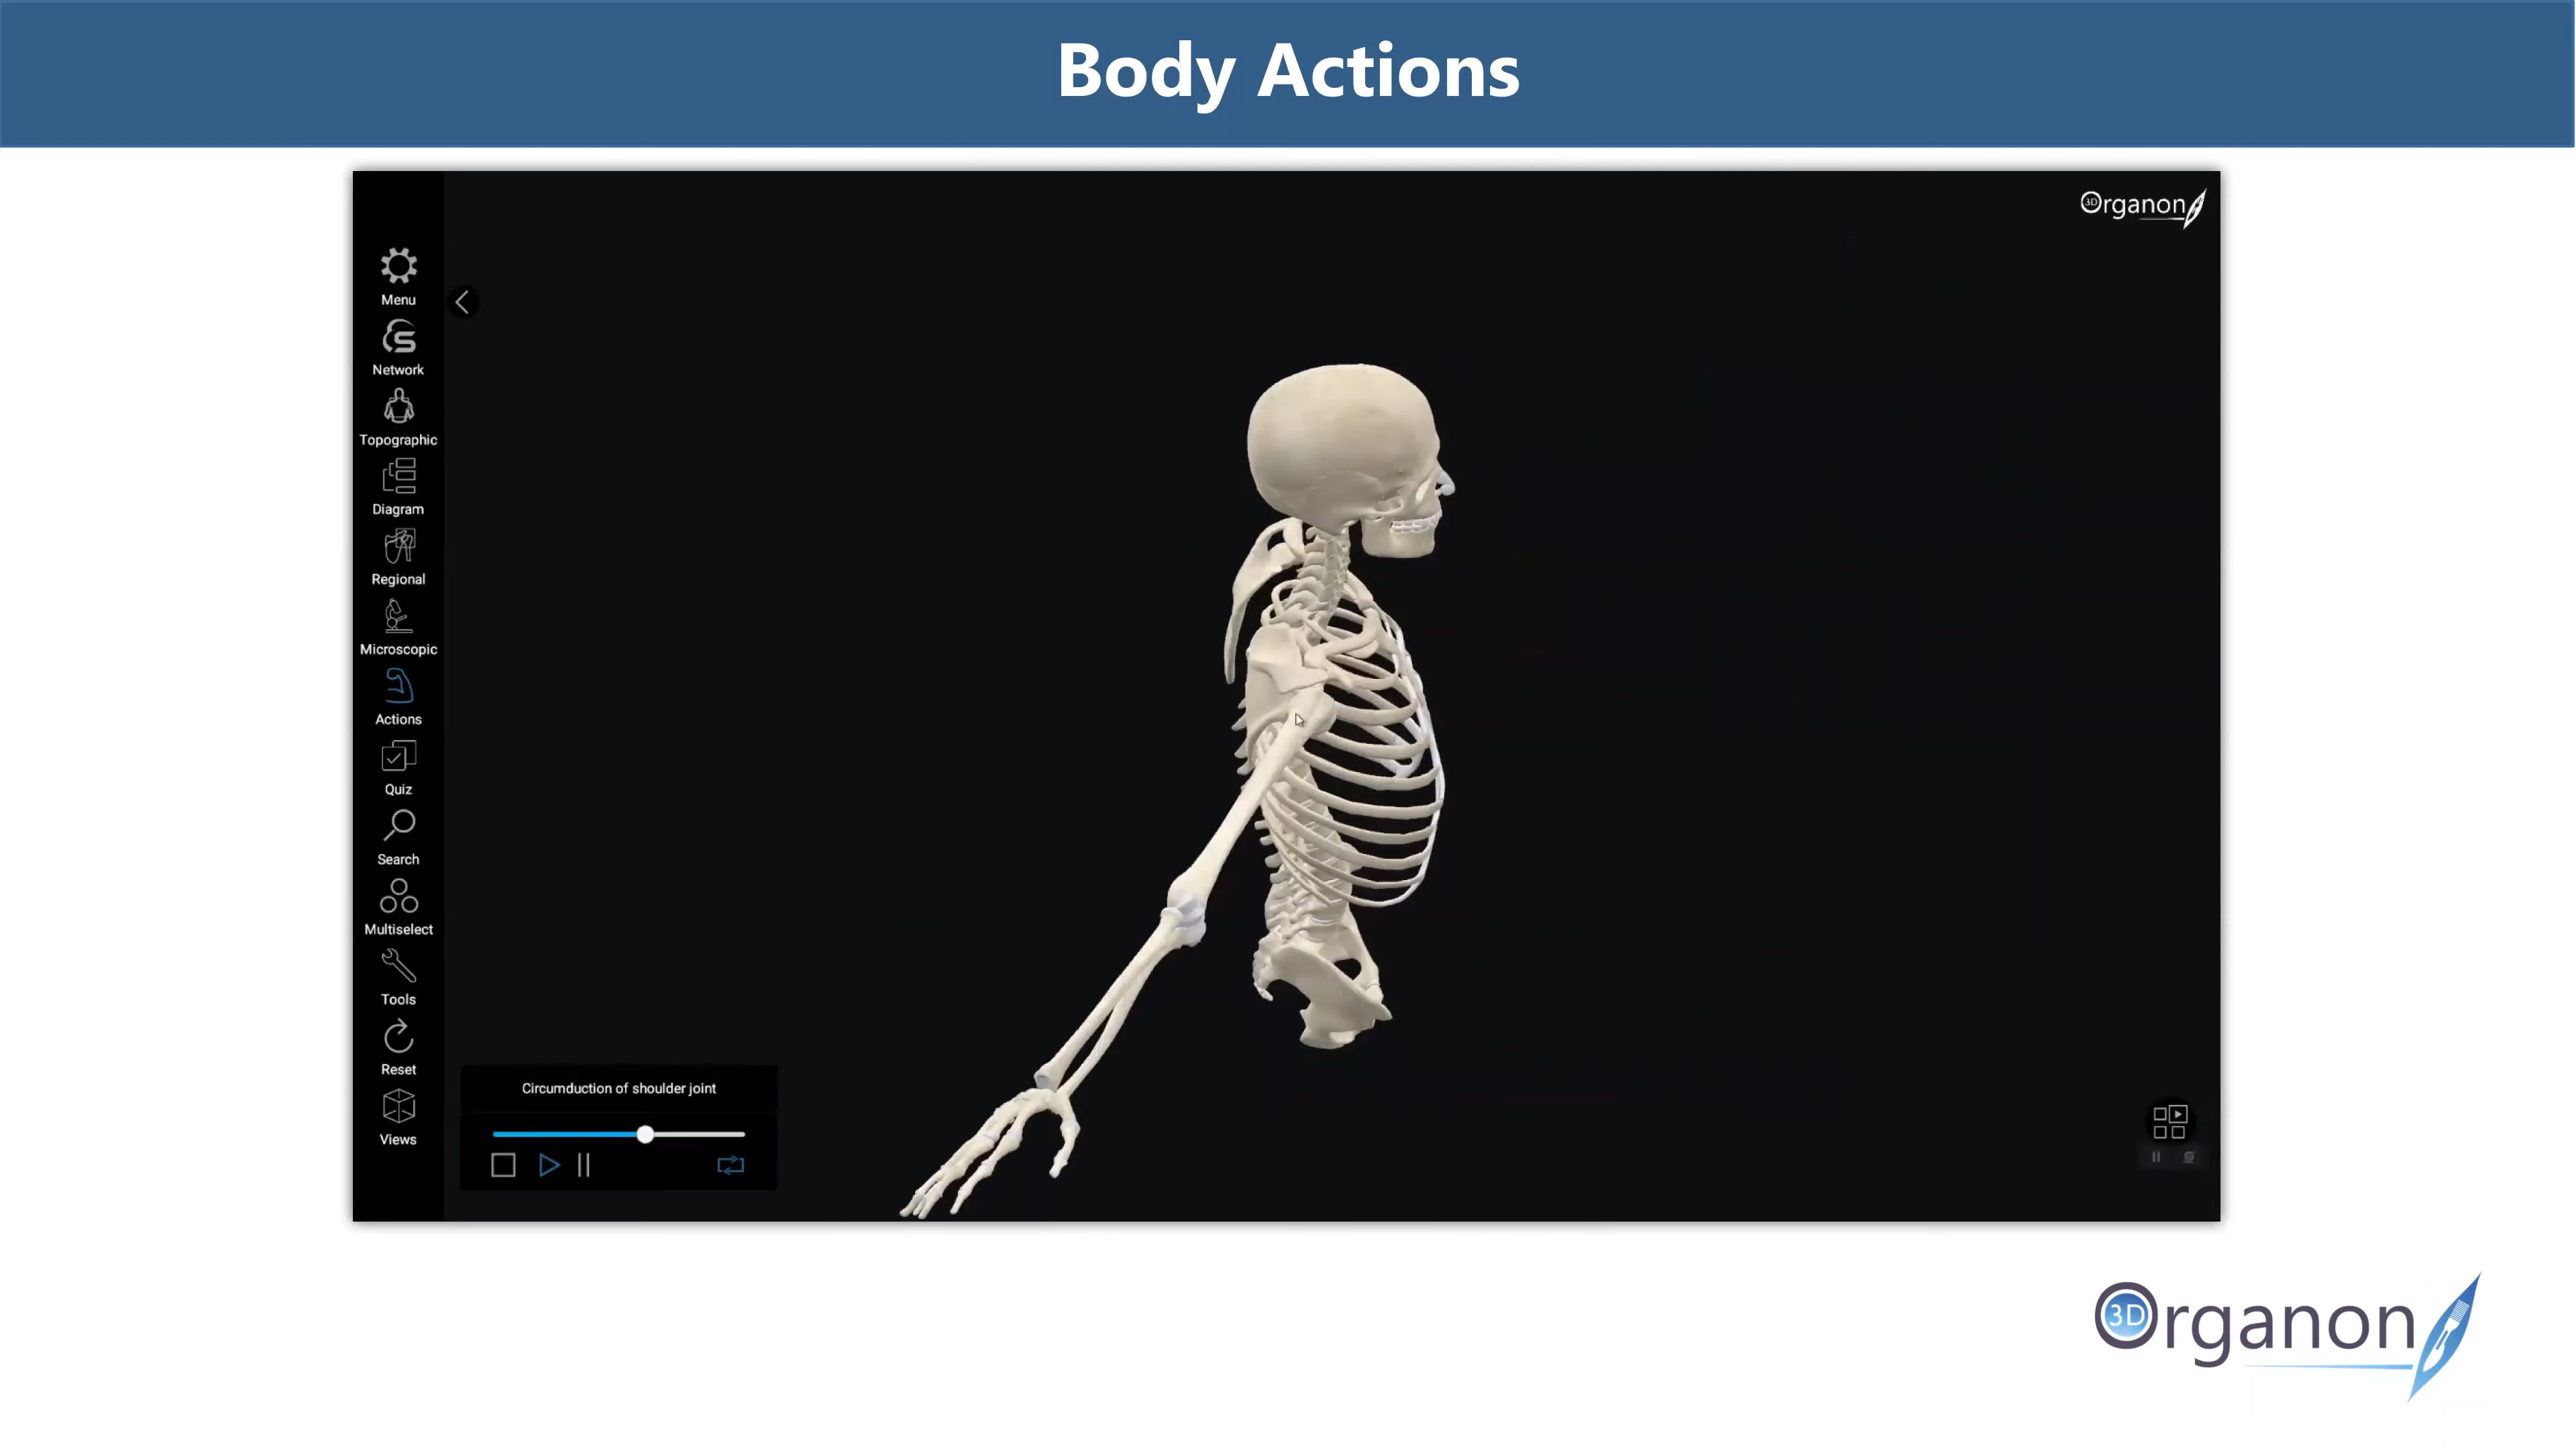 Body Actions
3D Organon
Menu
Network
Topographic
Diagram
Regional
Microscopic
Actions
Quiz
Search
Multiselect
Tools
Reset
Views
Circumduction of shoulder joint
3D Organon